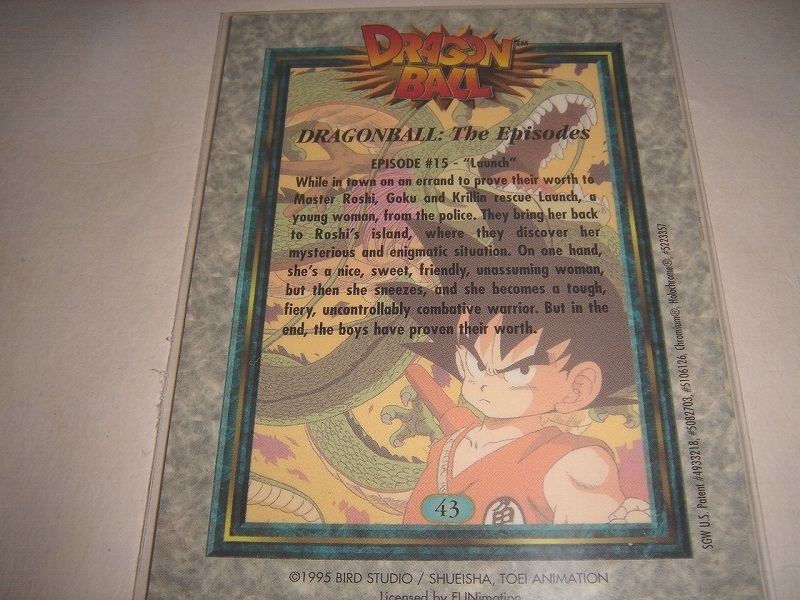 DRAGON™
BALL
DRAGONBALL: The Episodes
EPISODE #15 - "Launch"
While in town on an errand to prove their worth to
Master Roshi, Goku and Krillin rescue Launch, a
young woman, from the police. They bring her back
to Roshi's island, where they discover her
mysterious and enigmatic situation. On one hand,
she's a nice, sweet, friendly, unassuming woman,
but then she sneezes, and she becomes a tough,
fiery, uncontrollably combative warrior. But in the
end, the boys have proven their worth.
43
亀
SGW U.S. Patent #4933218, #5082703, #5106126, Chromium®, Holochrome®, #5223357
©1995 BIRD STUDIO / SHUEISHA, TOEI ANIMATION
Licensed by FUNimation